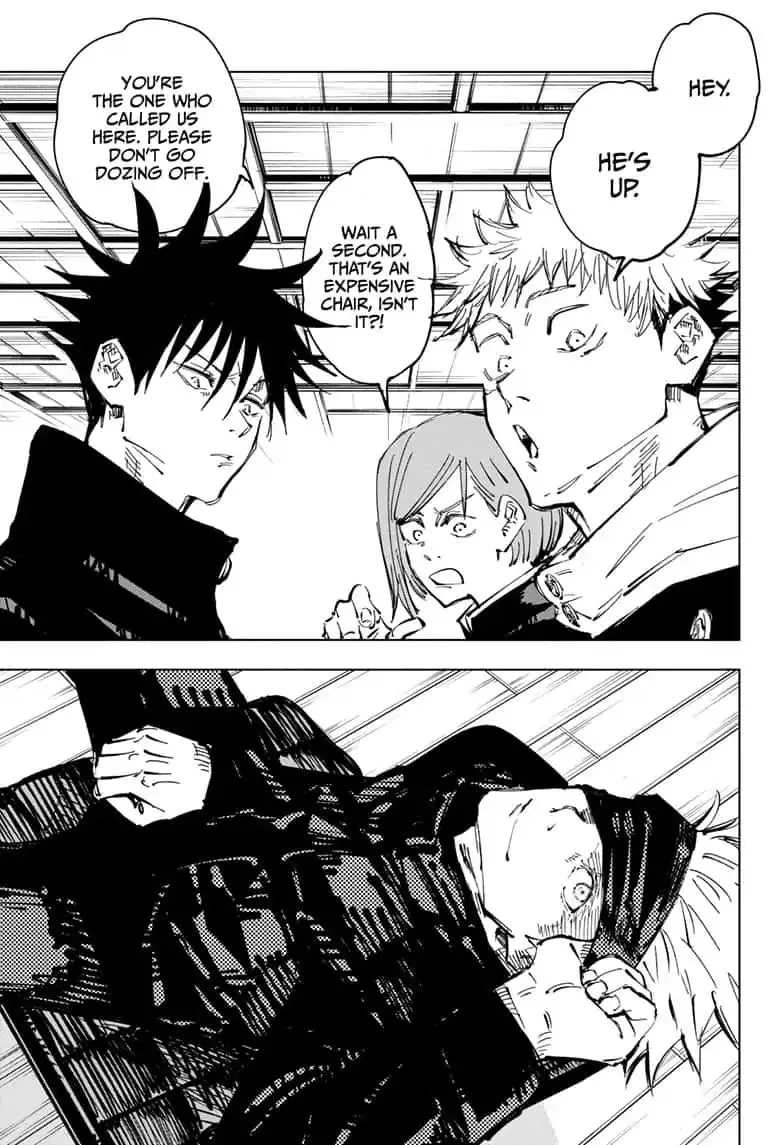 HEY.
HE'S
UP.
WAIT A
SECOND.
THAT'S AN
EXPENSIVE
CHAIR, ISN'T
IT?!
YOU'RE
THE ONE WHO
CALLED US
HERE. PLEASE
DON'T GO
DOZING OFF.